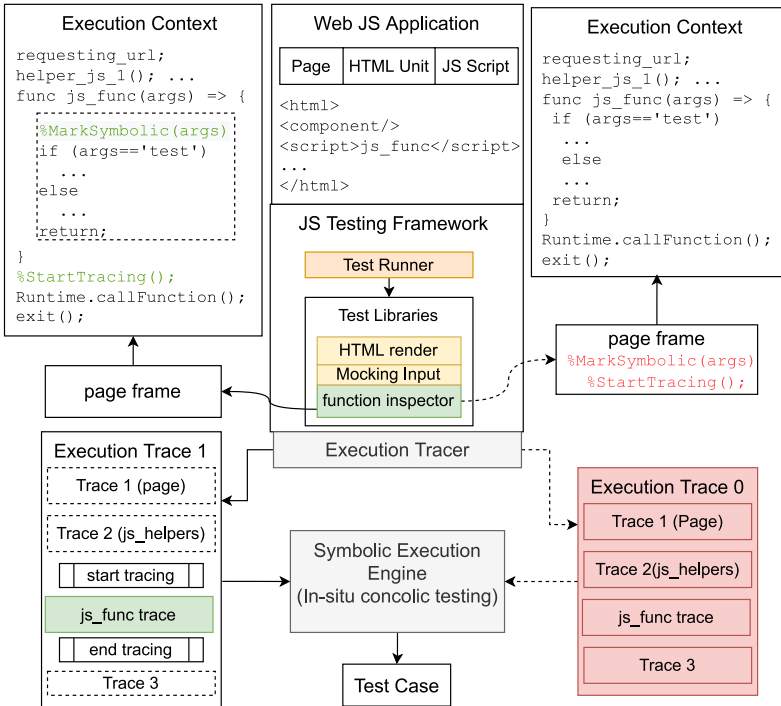 Execution Context
requesting_url;
helper_js_1(); ...
func js_func(args) => {
%MarkSymbolic(args)
if (args=='test')
...
else
...
return;
}
%StartTracing();
Runtime.callFunction();
exit();
page frame
Web JS Application
Page HTML Unit JS Script
<html>
<component/>
<script>js_func</script>
...
</html>
JS Testing Framework
Test Runner
Test Libraries
HTML render
Mocking Input
function inspector
Execution Tracer
Execution Context
requesting_url;
helper_js_1(); ...
func js_func(args) => {
if (args=='test')
...
else
...
return;
}
Runtime.callFunction();
exit();
page frame
%MarkSymbolic(args)
%StartTracing();
Execution Trace 1
Trace 1 (page)
Trace 2 (js_helpers)
start tracing
js_func trace
end tracing
Trace 3
Symbolic Execution
Engine
(In-situ concolic testing)
Test Case
Execution Trace 0
Trace 1 (Page)
Trace 2(js_helpers)
js_func trace
Trace 3